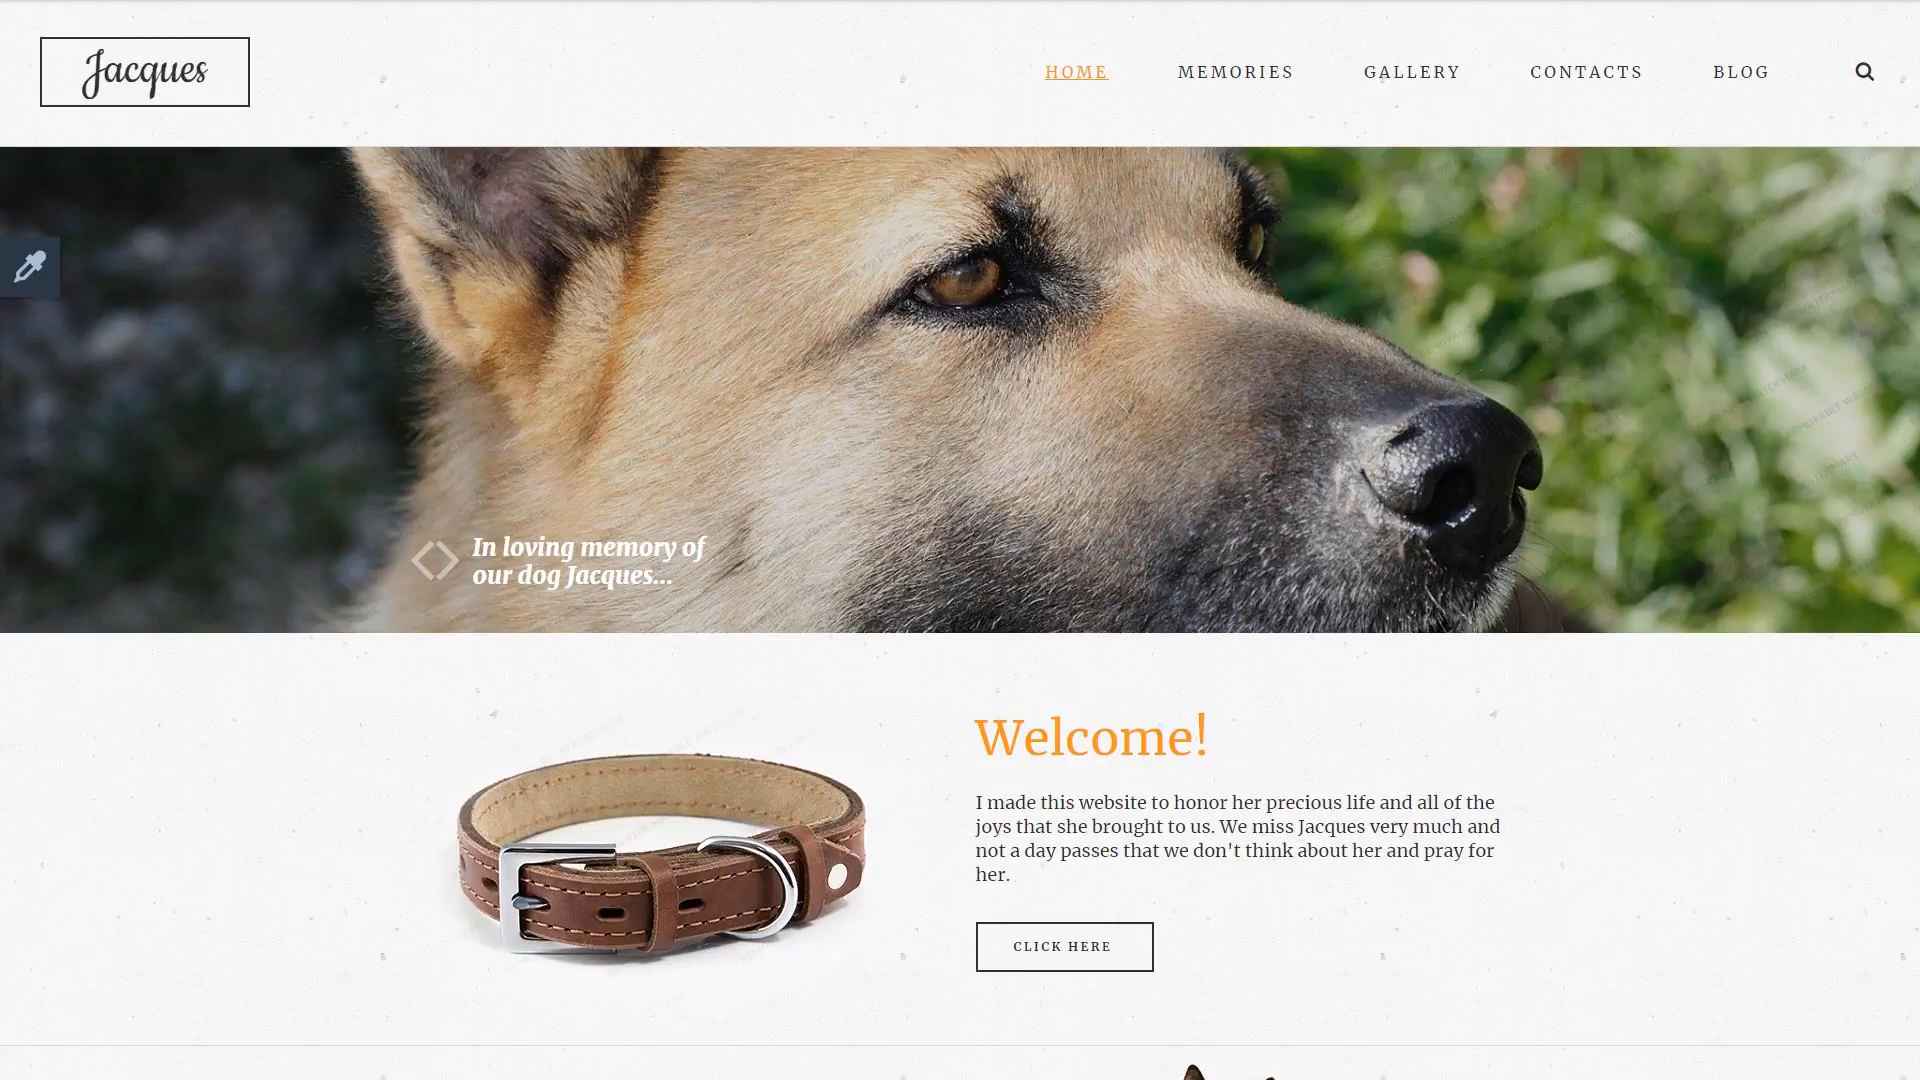 Jacques
HOME MEMORIES GALLERY CONTACTS BLOG
In loving memory of
our dog Jacques...
Welcome!
I made this website to honor her precious life and all of the
joys that she brought to us. We miss Jacques very much and
not a day passes that we don't think about her and pray for
her.
CLICK HERE